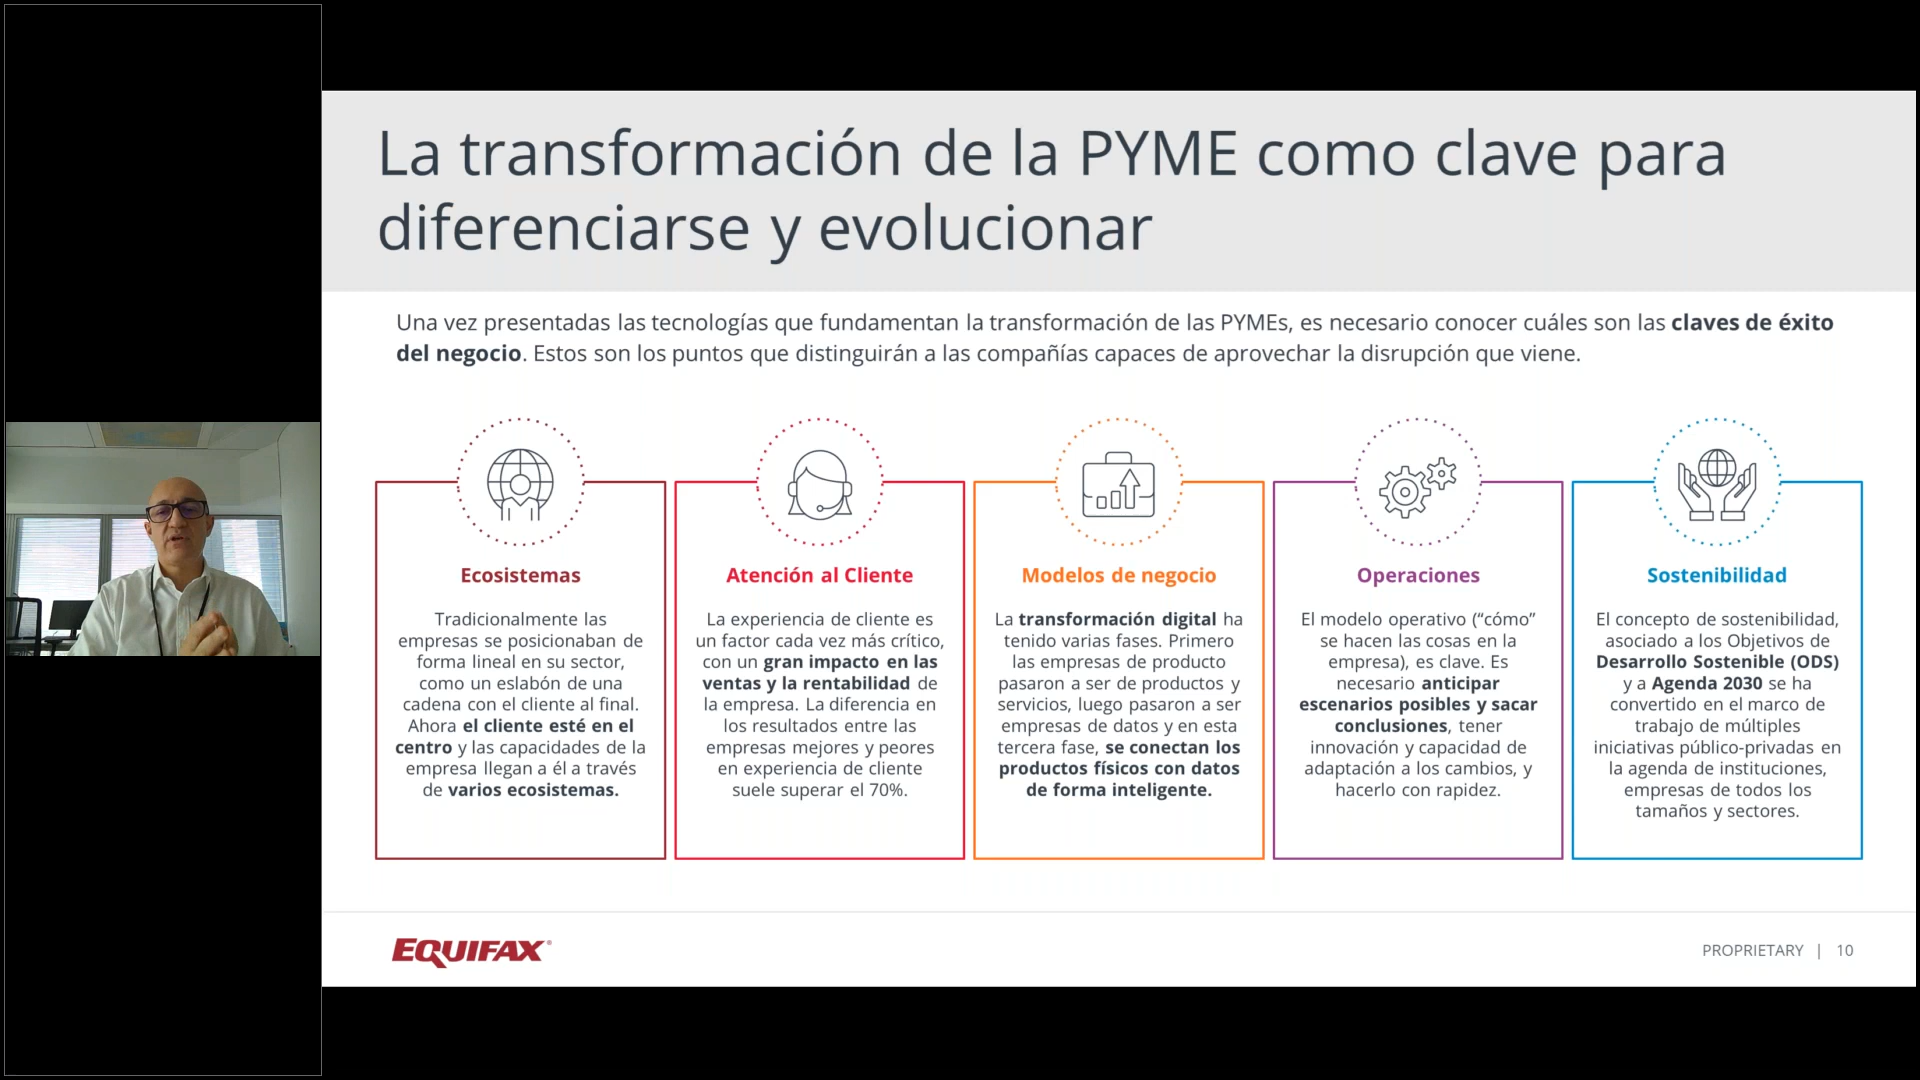 La transformación de la PYME como clave para
diferenciarse y evolucionar
Una vez presentadas las tecnologías que fundamentan la transformación de las PYMEs, es necesario conocer cuáles son las claves de éxito
del negocio. Estos son los puntos que distinguirán a las compañías capaces de aprovechar la disrupción que viene.
Ecosistemas
Tradicionalmente las
empresas se posicionaban de
forma lineal en su sector,
como un eslabón de una
cadena con el cliente al final.
Ahora el cliente esté en el
centro y las capacidades de la
empresa llegan a él a través
de varios ecosistemas.
Atención al Cliente
La experiencia de cliente es
un factor cada vez más crítico,
con un gran impacto en las
ventas y la rentabilidad de
la empresa. La diferencia en
los resultados entre las
empresas mejores y peores
en experiencia de cliente
suele superar el 70%.
Modelos de negocio
La transformación digital ha
tenido varias fases. Primero
las empresas de producto
pasaron a ser de productos y
servicios, luego pasaron a ser
empresas de datos y en esta
tercera fase, se conectan los
productos físicos con datos
de forma inteligente.
Operaciones
El modelo operativo (“cómo”
se hacen las cosas en la
empresa), es clave. Es
necesario anticipar
escenarios posibles y sacar
conclusiones, tener
innovación y capacidad de
adaptación a los cambios, y
hacerlo con rapidez.
Sostenibilidad
El concepto de sostenibilidad,
asociado a los Objetivos de
Desarrollo Sostenible (ODS)
y a Agenda 2030 se ha
convertido en el marco de
trabajo de múltiples
iniciativas público-privadas en
la agenda de instituciones,
empresas de todos los
tamaños y sectores.
EQUIFAX®
PROPRIETARY | 10